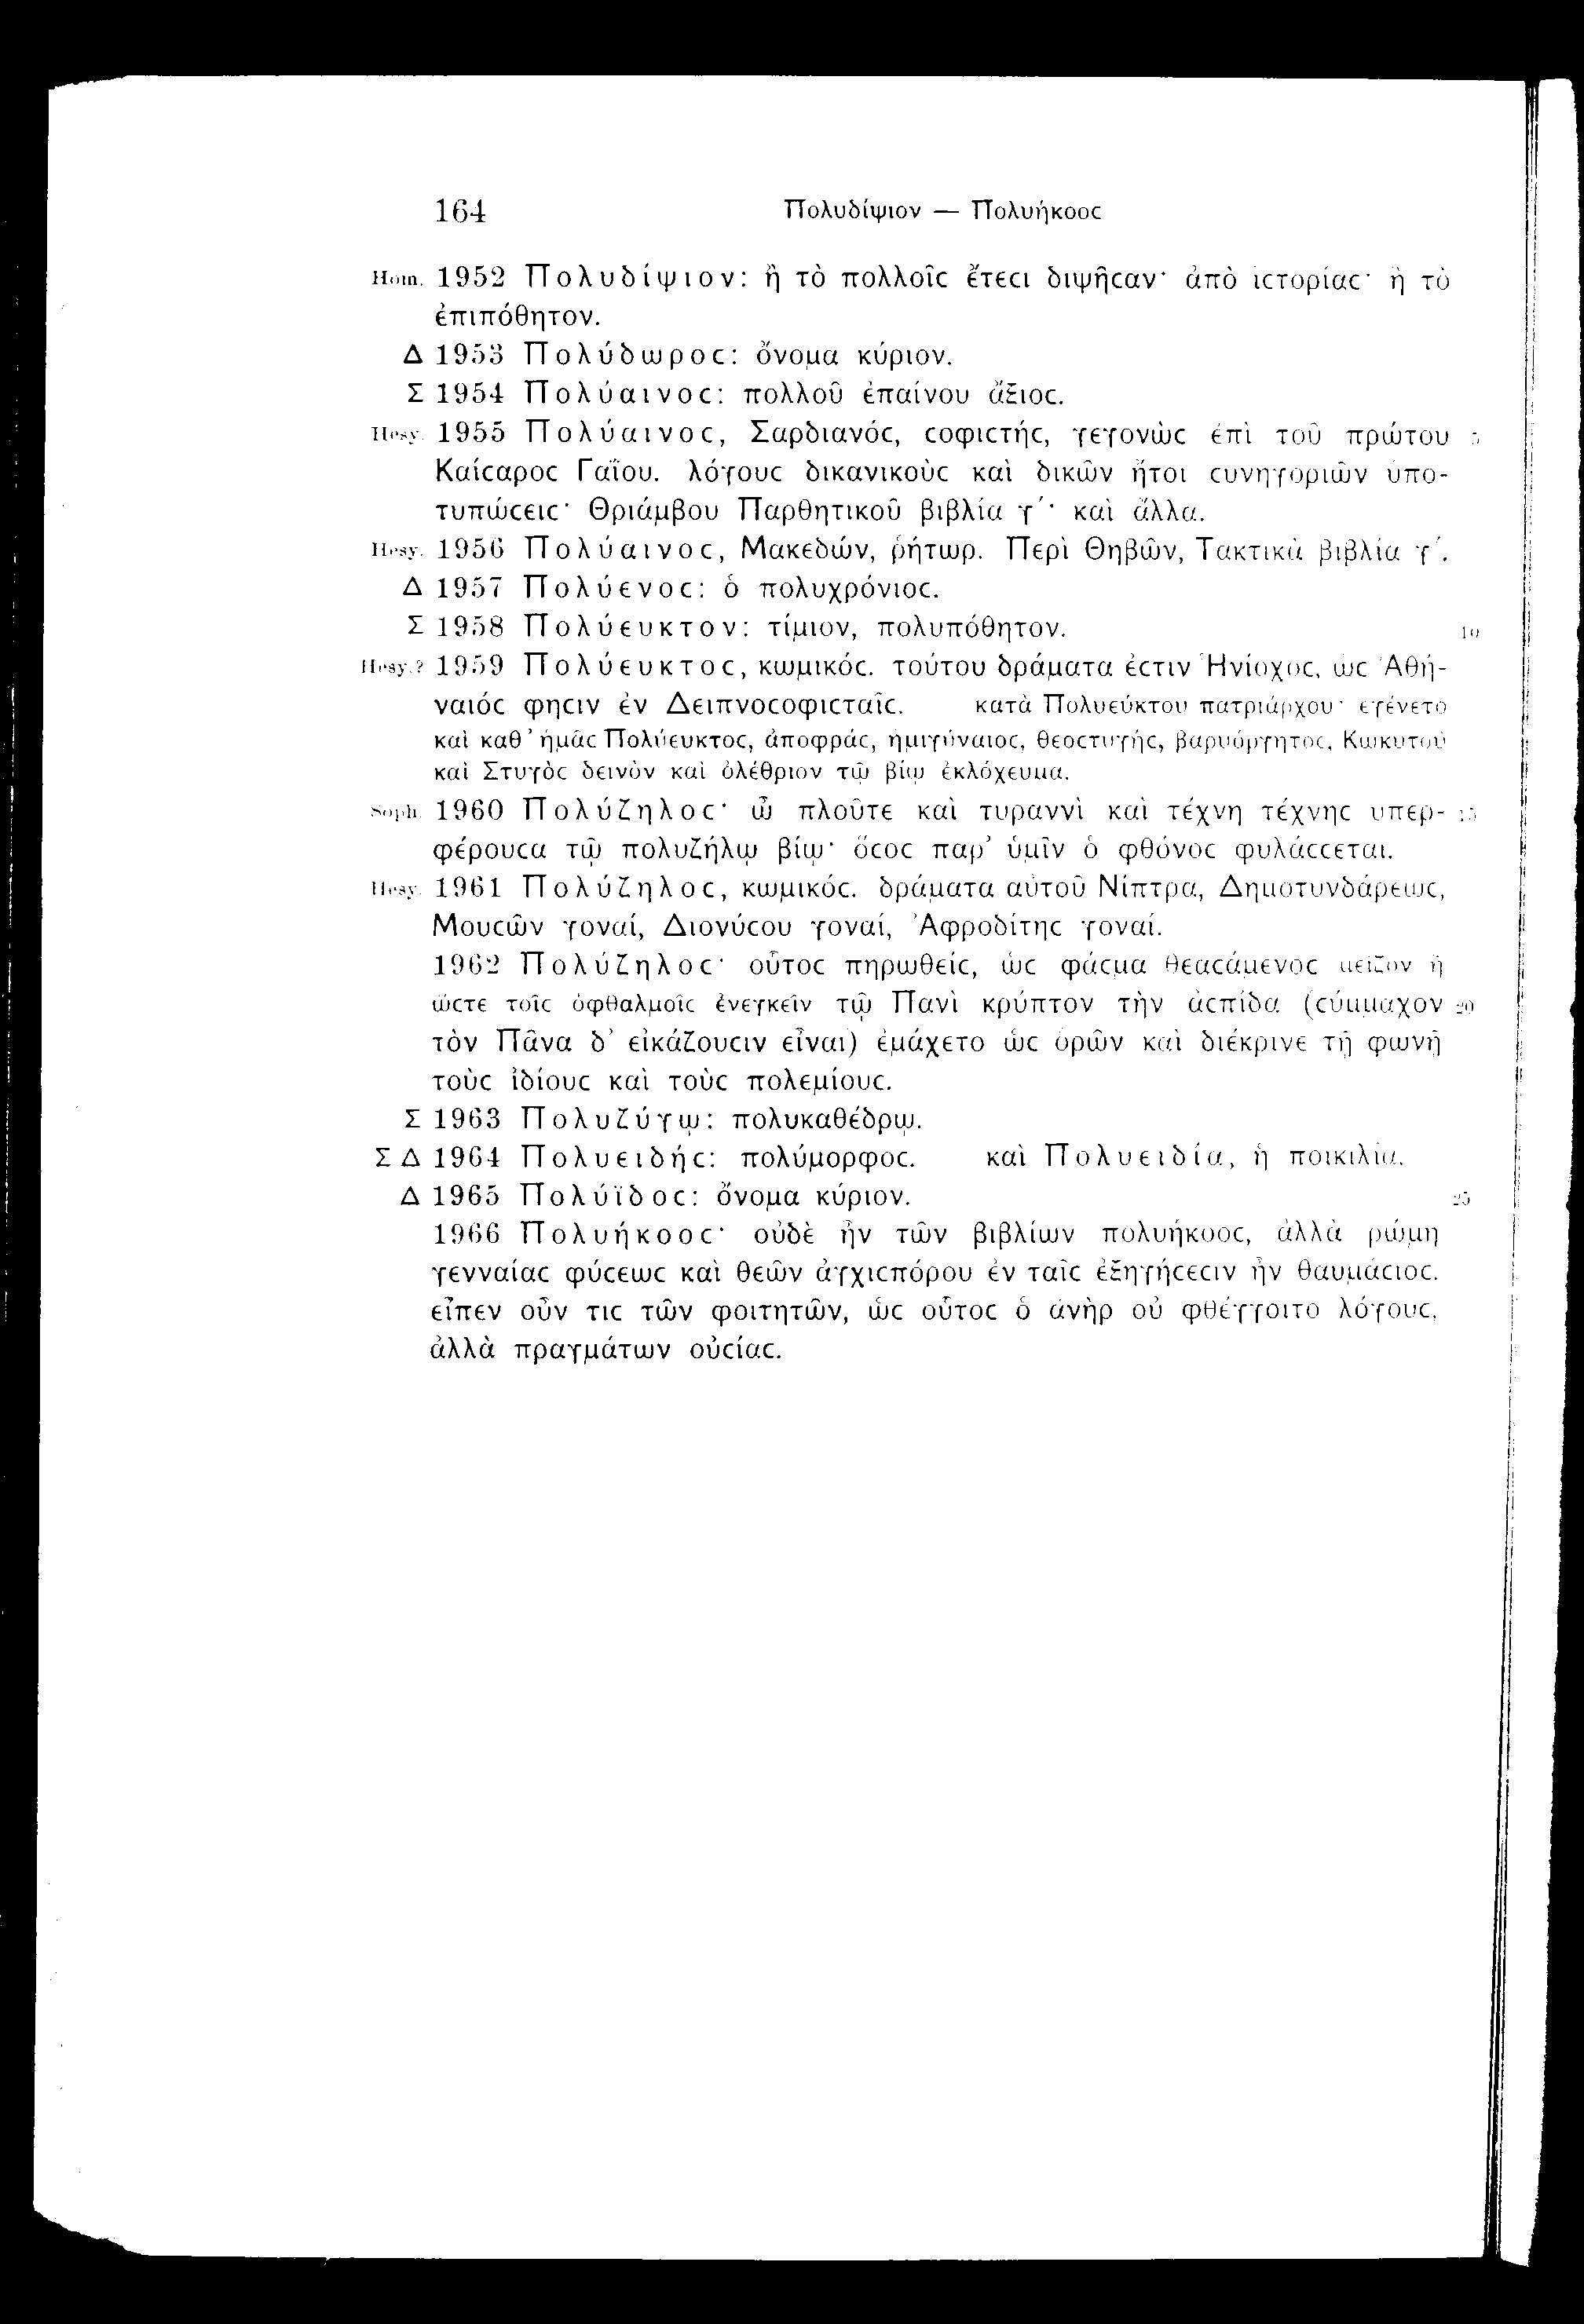 164 Πολυδίψιον — Πολυήκοοϲ
Hom. 1952 Πολυδίψιον: ἢ τὸ πολλοῖϲ ἔτεϲι διψῆϲαν· ἀπὸ ἱϲτορίαϲ· ἢ τὸ
ἐπιπόθητον.
Δ 1953 Πολύδωροϲ: ὄνομα κύριον.
Σ 1954 Πολύαινοϲ: πολλοῦ ἐπαίνου ἄξιοϲ.
Hesy. 1955 Πολύαινοϲ, Σαρδιανόϲ, ϲοφιϲτήϲ, γεγονὼϲ ἐπὶ τοῦ πρώτου 5
Καίϲαροϲ Γαΐου. λόγουϲ δικανικοὺϲ καὶ δικῶν ἤτοι ϲυνηγοριῶν ὑπο-
τυπώϲειϲ· Θριάμβου Παρθητικοῦ βιβλία γ΄· καὶ ἄλλα.
Hesy. 1956 Πολύαινοϲ, Μακεδών, ῥήτωρ. Περὶ Θηβῶν, Τακτικὰ βιβλία γ΄.
Δ 1957 Πολύενοϲ: ὁ πολυχρόνιοϲ.
Σ 1958 Πολύευκτον: τίμιον, πολυπόθητον. 10
Hesy.? 1959 Πολύευκτοϲ, κωμικόϲ. τούτου δράματα ἐϲτιν Ἡνίοχοϲ, ὡϲ Ἀθή-
ναιόϲ φηϲιν ἐν Δειπνοϲοφιϲταῖϲ. κατὰ Πολυεύκτου πατριάρχου· ἐγένετο
καὶ καθ᾽ ἡμᾶϲ Πολύευκτοϲ, ἀποφράϲ, ἡμιγύναιοϲ, θεοϲτυγήϲ, βαρυόργητοϲ, Κωκυτοῦ
καὶ Στυγὸϲ δεινὸν καὶ ὀλέθριον τῷ βίῳ ἐκλόχευμα.
Soph. 1960 Πολύζηλοϲ· ὦ πλοῦτε καὶ τυραννὶ καὶ τέχνη τέχνηϲ ὑπερ- 15
φέρουϲα τῷ πολυζήλῳ βίῳ· ὅϲοϲ παρ᾽ ὑμῖν ὁ φθόνοϲ φυλάϲϲεται.
Hesy. 1961 Πολύζηλοϲ, κωμικόϲ. δράματα αὐτοῦ Νίπτρα, Δημοτυνδάρεωϲ,
Μουϲῶν γοναί, Διονύϲου γοναί, Ἀφροδίτηϲ γοναί.
1962 Πολύζηλοϲ· οὗτοϲ πηρωθείϲ, ὡϲ φάϲμα θεαϲάμενοϲ μεῖζον ἢ
ὥϲτε τοῖϲ ὀφθαλμοῖϲ ἐνεγκεῖν τῷ Πανὶ κρύπτον τὴν ἀϲπίδα (ϲύμμαχον 20
τὸν Πᾶνα δ᾽ εἰκάζουϲιν εἶναι) ἐμάχετο ὡϲ ὁρῶν καὶ διέκρινε τῇ φωνῇ
τοὺϲ ἰδίουϲ καὶ τοὺϲ πολεμίουϲ.
Σ 1963 Πολυζύγῳ: πολυκαθέδρῳ.
Σ Δ 1964 Πολυειδήϲ: πολύμορφοϲ. καὶ Πολυειδία, ἡ ποικιλία.
Δ 1965 Πολύϊδοϲ: ὄνομα κύριον. 25
1966 Πολυήκοοϲ· οὐδὲ ἦν τῶν βιβλίων πολυήκοοϲ, ἀλλὰ ῥώμῃ
γενναίαϲ φύϲεωϲ καὶ θεῶν ἀγχιϲπόρου ἐν ταῖϲ ἐξηγήϲεϲιν ἦν θαυμάϲιοϲ.
εἶπεν οὖν τιϲ τῶν φοιτητῶν, ὡϲ οὗτοϲ ὁ ἀνὴρ οὐ φθέγγοιτο λόγουϲ,
ἀλλὰ πραγμάτων οὐϲίαϲ.